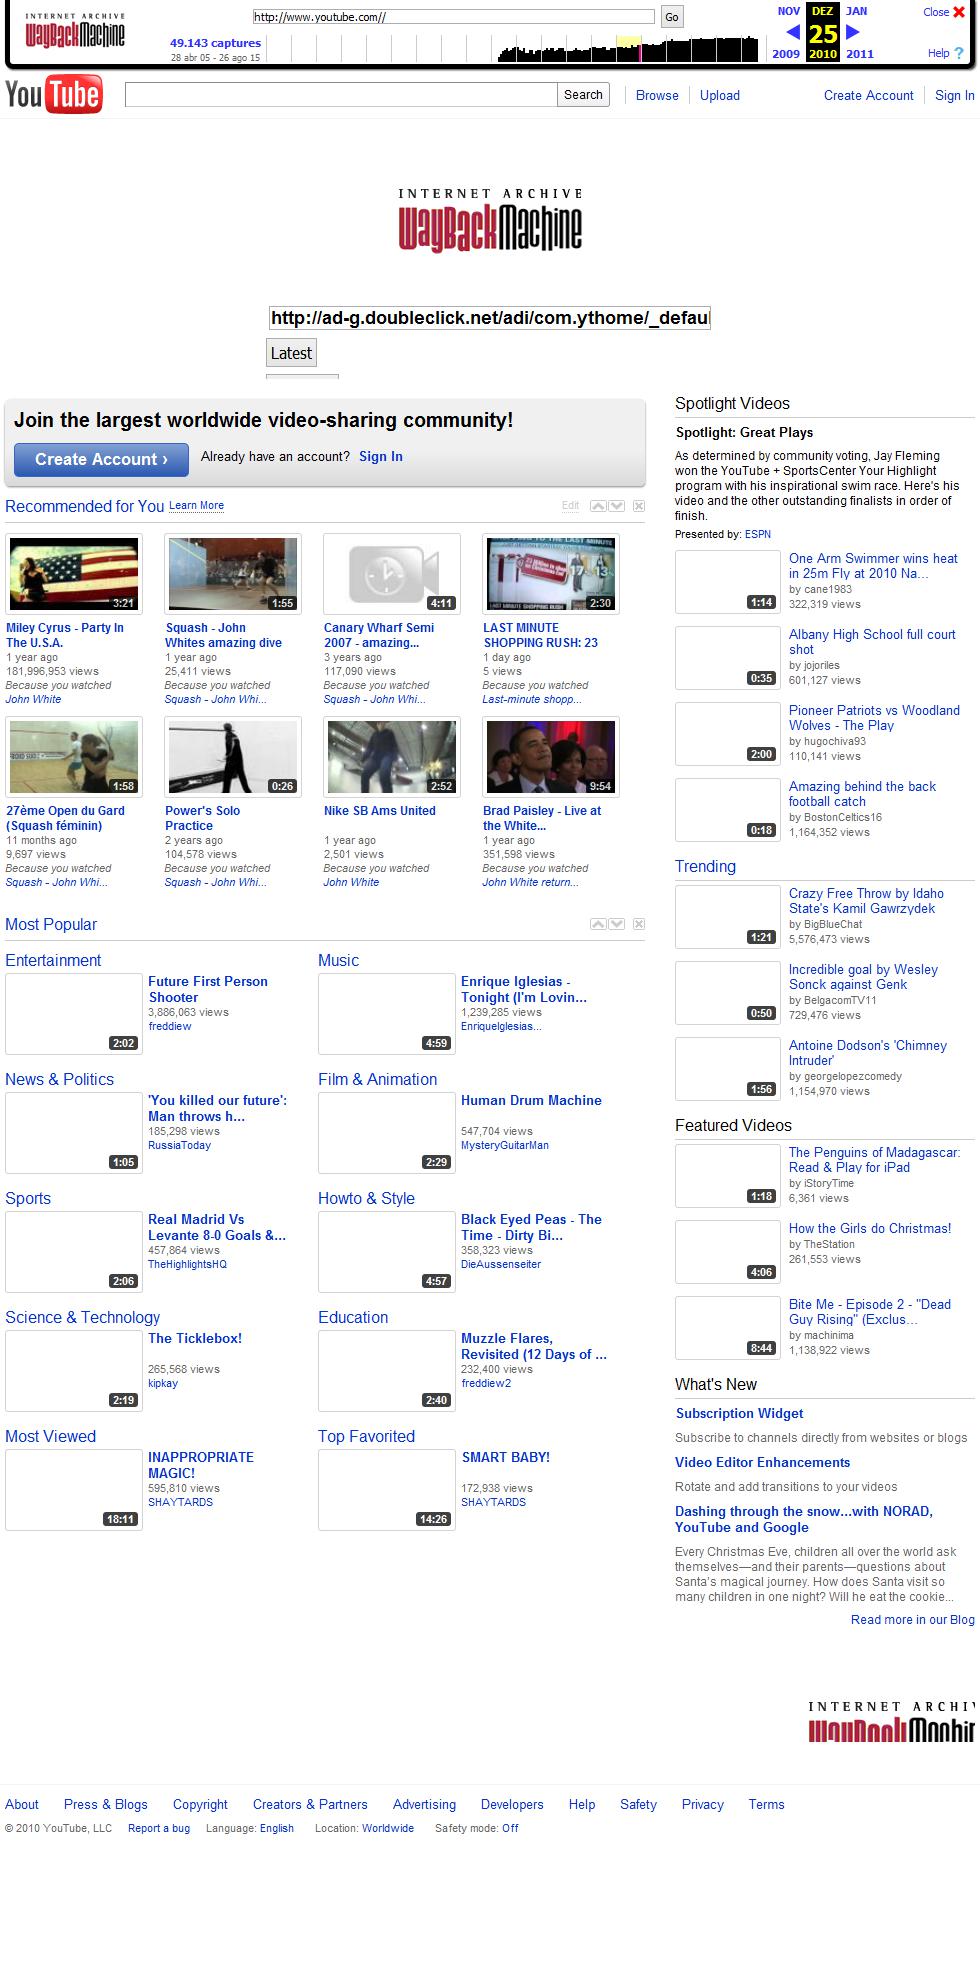 INTERNET ARCHIVE
WayBackMachine
http://www.youtube.com//
Go
49.143 captures
28 abr 05 - 26 ago 15
NOV
DEZ
JAN
25
2009
2010
2011
Close
Help ?
YouTube
Search
Browse
Upload
Create Account
Sign In
INTERNET ARCHIVE
WayBackMachine
http://ad-g.doubleclick.net/adi/com.ythome/_defaul
Latest
Join the largest worldwide video-sharing community!
Create Account ›
Already have an account? Sign In
Recommended for You Learn More
Edit
3:21
1:55
4:11
2:30
Miley Cyrus - Party In
The U.S.A.
1 year ago
181,996,953 views
Because you watched
John White
Squash - John
Whites amazing dive
1 year ago
25,411 views
Because you watched
Squash - John Whi...
Canary Wharf Semi
2007 - amazing...
3 years ago
117,090 views
Because you watched
Squash - John Whi...
LAST MINUTE
SHOPPING RUSH: 23
1 day ago
5 views
Because you watched
Last-minute shopp...
1:58
0:26
2:52
9:54
27ème Open du Gard
(Squash féminin)
11 months ago
9,697 views
Because you watched
Squash - John Whi...
Power's Solo
Practice
2 years ago
104,578 views
Because you watched
Squash - John Whi...
Nike SB Ams United
1 year ago
2,501 views
Because you watched
John White
Brad Paisley - Live at
the White...
1 year ago
351,598 views
Because you watched
John White return...
Most Popular
Entertainment
2:02
Future First Person
Shooter
3,886,063 views
freddiew
Music
4:59
Enrique Iglesias -
Tonight (I'm Lovin...
1,239,285 views
EnriqueIglesias...
News & Politics
1:05
'You killed our future':
Man throws h...
185,298 views
RussiaToday
Film & Animation
2:29
Human Drum Machine
547,704 views
MysteryGuitarMan
Sports
2:06
Real Madrid Vs
Levante 8-0 Goals &...
457,864 views
TheHighlightsHQ
Howto & Style
4:57
Black Eyed Peas - The
Time - Dirty Bi...
358,323 views
DieAussenseiter
Science & Technology
2:19
The Ticklebox!
265,568 views
kipkay
Education
2:40
Muzzle Flares,
Revisited (12 Days of ...
232,400 views
freddiew2
Most Viewed
18:11
INAPPROPRIATE
MAGIC!
595,810 views
SHAYTARDS
Top Favorited
14:26
SMART BABY!
172,938 views
SHAYTARDS
Spotlight Videos
Spotlight: Great Plays
As determined by community voting, Jay Fleming
won the YouTube + SportsCenter Your Highlight
program with his inspirational swim race. Here's his
video and the other outstanding finalists in order of
finish.
Presented by: ESPN
1:14
One Arm Swimmer wins heat
in 25m Fly at 2010 Na...
by cane1983
322,319 views
0:35
Albany High School full court
shot
by jojoriles
601,127 views
2:00
Pioneer Patriots vs Woodland
Wolves - The Play
by hugochiva93
110,141 views
0:18
Amazing behind the back
football catch
by BostonCeltics16
1,164,352 views
Trending
1:21
Crazy Free Throw by Idaho
State's Kamil Gawrzydek
by BigBlueChat
5,576,473 views
0:50
Incredible goal by Wesley
Sonck against Genk
by BelgacomTV11
729,476 views
1:56
Antoine Dodson's 'Chimney
Intruder'
by georgelopezcomedy
1,154,970 views
Featured Videos
1:18
The Penguins of Madagascar:
Read & Play for iPad
by iStoryTime
6,361 views
4:06
How the Girls do Christmas!
by TheStation
261,553 views
8:44
Bite Me - Episode 2 - "Dead
Guy Rising" (Exclus...
by machinima
1,138,922 views
What's New
Subscription Widget
Subscribe to channels directly from websites or blogs
Video Editor Enhancements
Rotate and add transitions to your videos
Dashing through the snow...with NORAD,
YouTube and Google
Every Christmas Eve, children all over the world ask
themselves—and their parents—questions about
Santa's magical journey. How does Santa visit so
many children in one night? Will he eat the cookie...
Read more in our Blog
INTERNET ARCHIV
WayBackMachin
About
Press & Blogs
Copyright
Creators & Partners
Advertising
Developers
Help
Safety
Privacy
Terms
© 2010 YouTube, LLC
Report a bug
Language: English
Location: Worldwide
Safety mode: Off